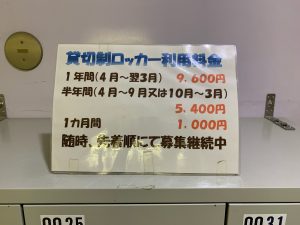 貸切制ロッカー利用料金
1年間(4月～翌3月) 9.600円
半年間(4月～9月又は10月～3月)
5.400円
1カ月間 1.000円
随時、先着順にて募集継続中
0025
0031